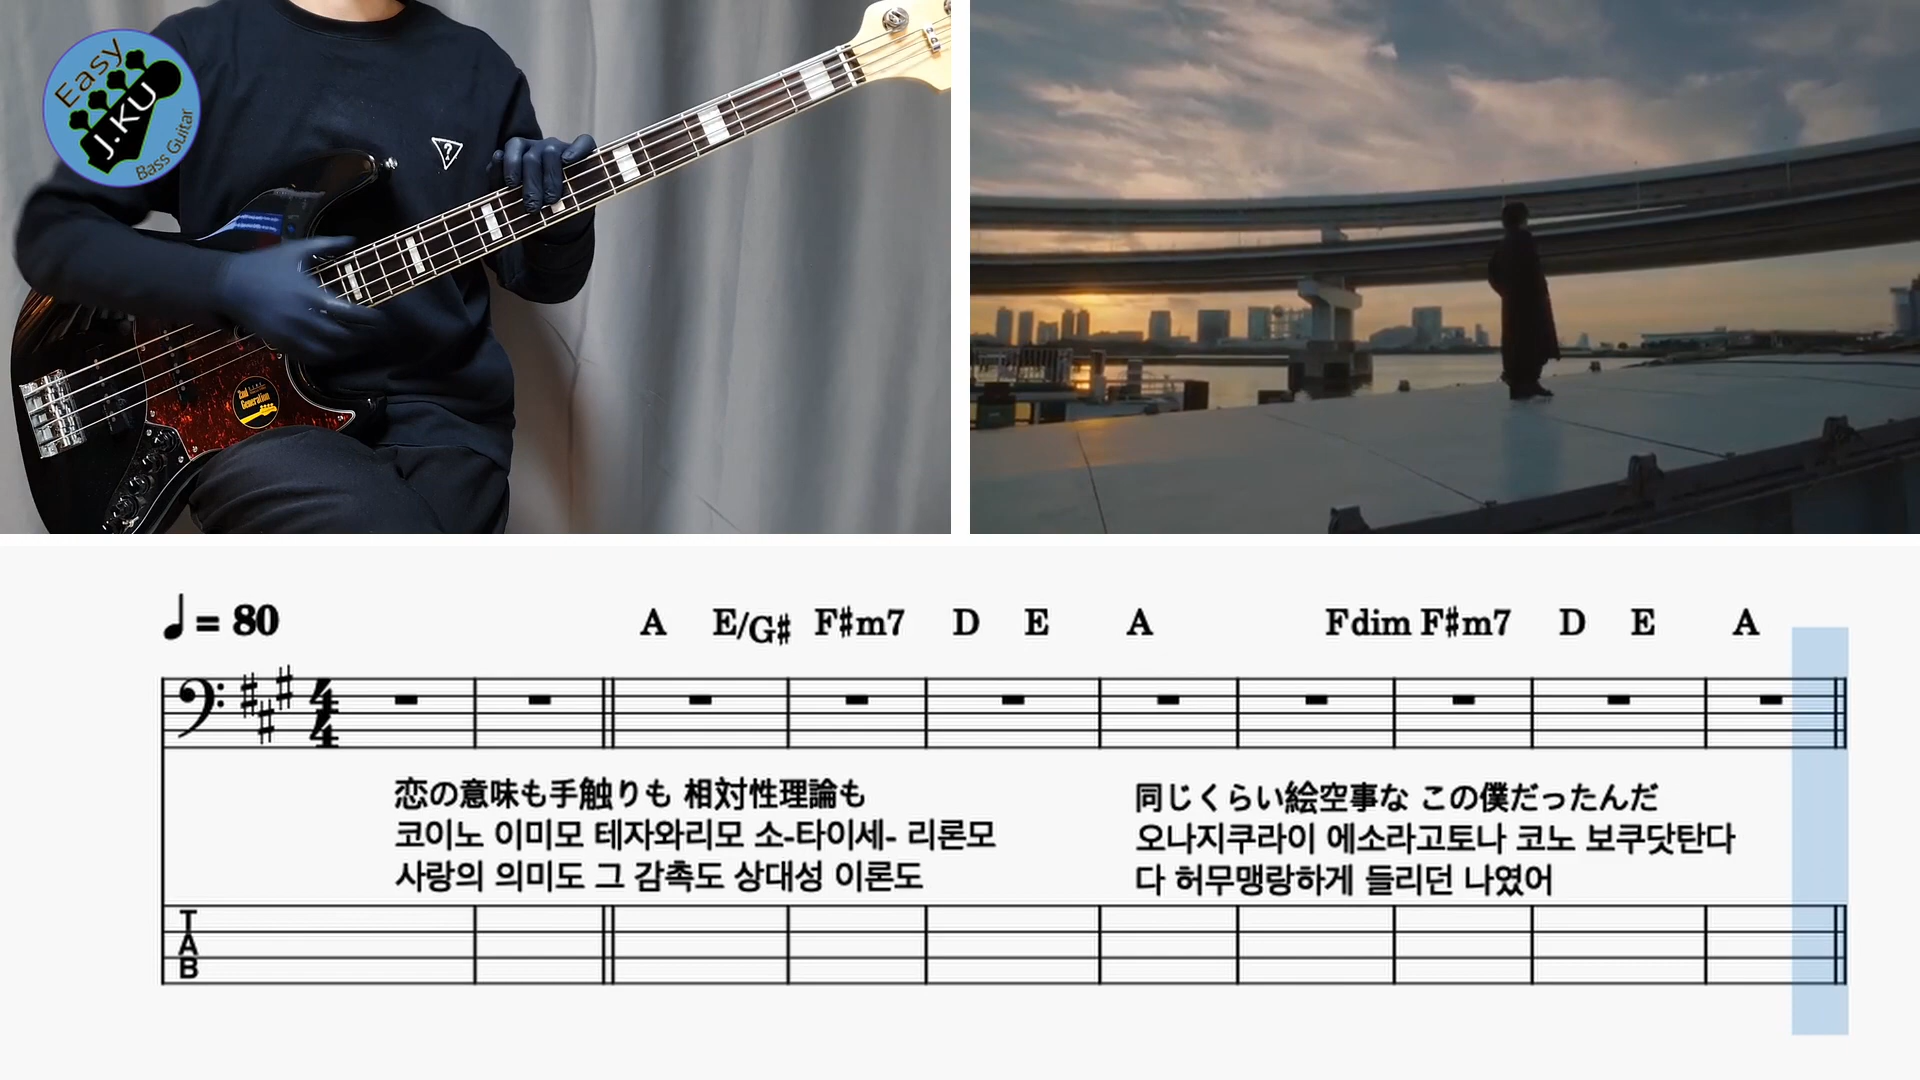 Easy
J.KU
Bass Guitar
?
2nd
Generation
♩= 80
A E/G♯ F♯m7 D E A Fdim F♯m7 D E A
4
4
恋の意味も手触りも 相対性理論も
코이노 이미모 테자와리모 소-타이세- 리론모
사랑의 의미도 그 감촉도 상대성 이론도
同じくらい絵空事な この僕だったんだ
오나지쿠라이 에소라고토나 코노 보쿠닷탄다
다 허무맹랑하게 들리던 나였어
T
A
B